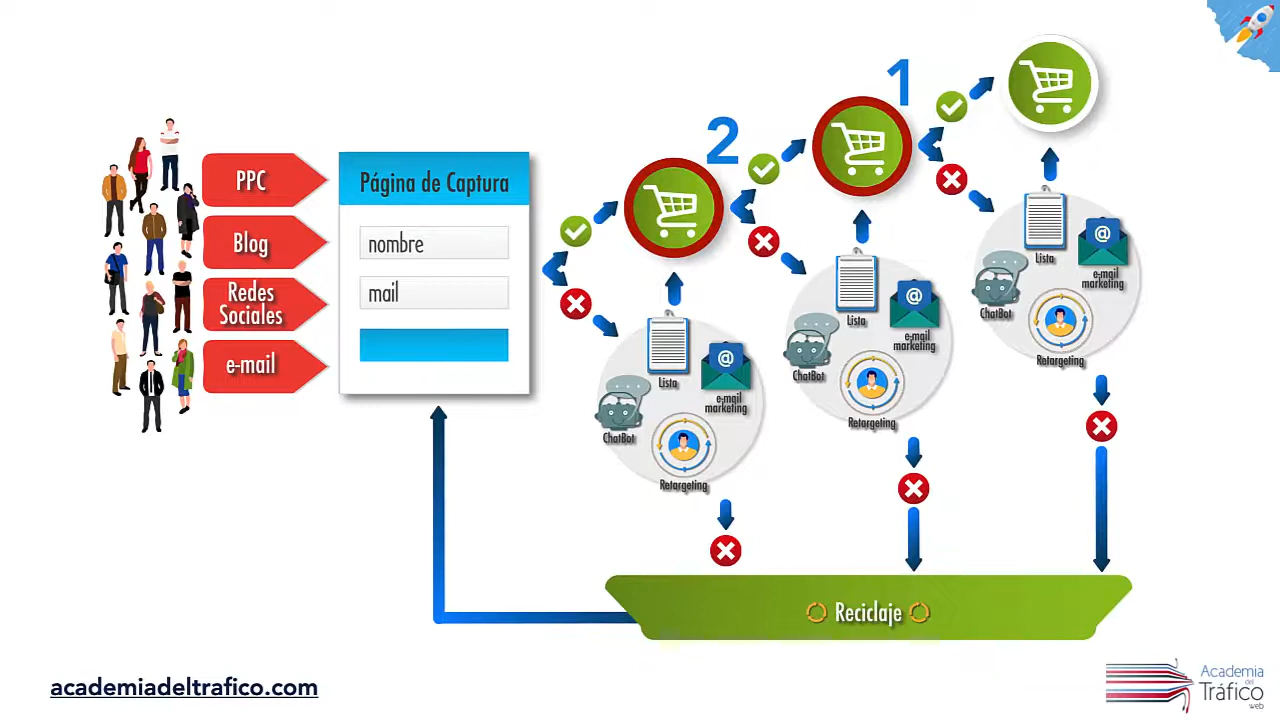 1
2
PPC
Blog
Redes
Sociales
e-mail
Página de Captura
nombre
mail
Lista
@
e-mail
marketing
ChatBot
Retargeting
Lista
@
e-mail
marketing
ChatBot
Retargeting
Lista
@
e-mail
marketing
ChatBot
Retargeting
Reciclaje
academiadeltrafico.com
Academia
del
Tráfico
web